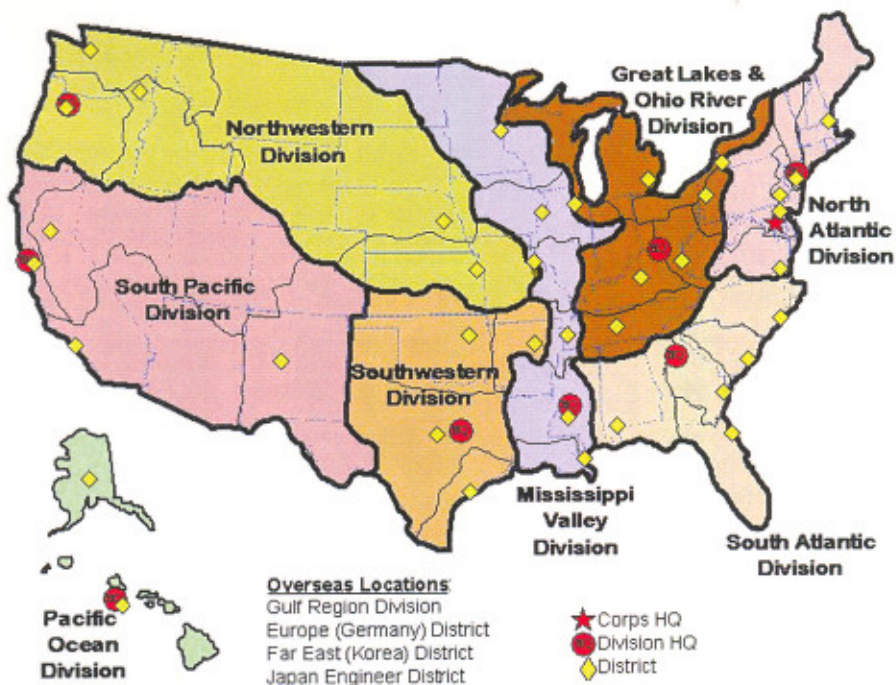 Great Lakes &
Ohio River
Division
Northwestern
Division
North
Atlantic
Division
South Pacific
Division
Southwestern
Division
Mississippi
Valley
Division
South Atlantic
Division
Pacific
Ocean
Division
Overseas Locations
Gulf Region Division
Europe (Germany) District
Far East (Korea) District
Japan Engineer District
Corps HQ
Division HQ
District